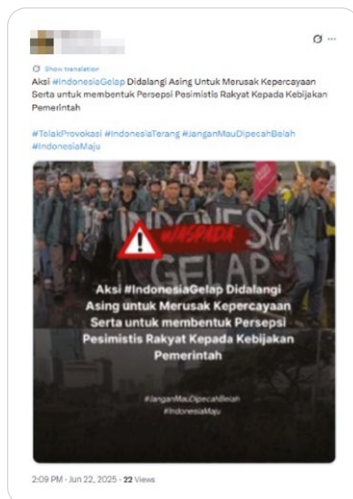 Show translation
Aksi #IndonesiaGelap Didalangi Asing Untuk Merusak Kepercayaan
Serta untuk membentuk Persepsi Pesimistis Rakyat Kepada Kebijakan
Pemerintah
#TelakProvokasi #IndonesiaTerang #JanganMauDipecahBelah
#IndonesiaMaju
INDONESIA
#WASPADA
GELAP
Aksi #IndonesiaGelap Didalangi
Asing untuk Merusak Kepercayaan
Serta untuk membentuk Persepsi
Pesimistis Rakyat Kepada Kebijakan
Pemerintah
#JanganMauDipecahBelah
#IndonesiaMaju
2:09 PM · Jun 22, 2025 · 22 Views